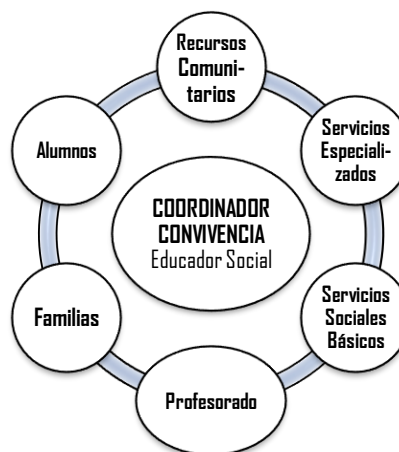 Recursos
Comuni-
tarios
Servicios
Especiali-
zados
Alumnos
COORDINADOR
CONVIVENCIA
Educador Social
Servicios
Sociales
Básicos
Familias
Profesorado